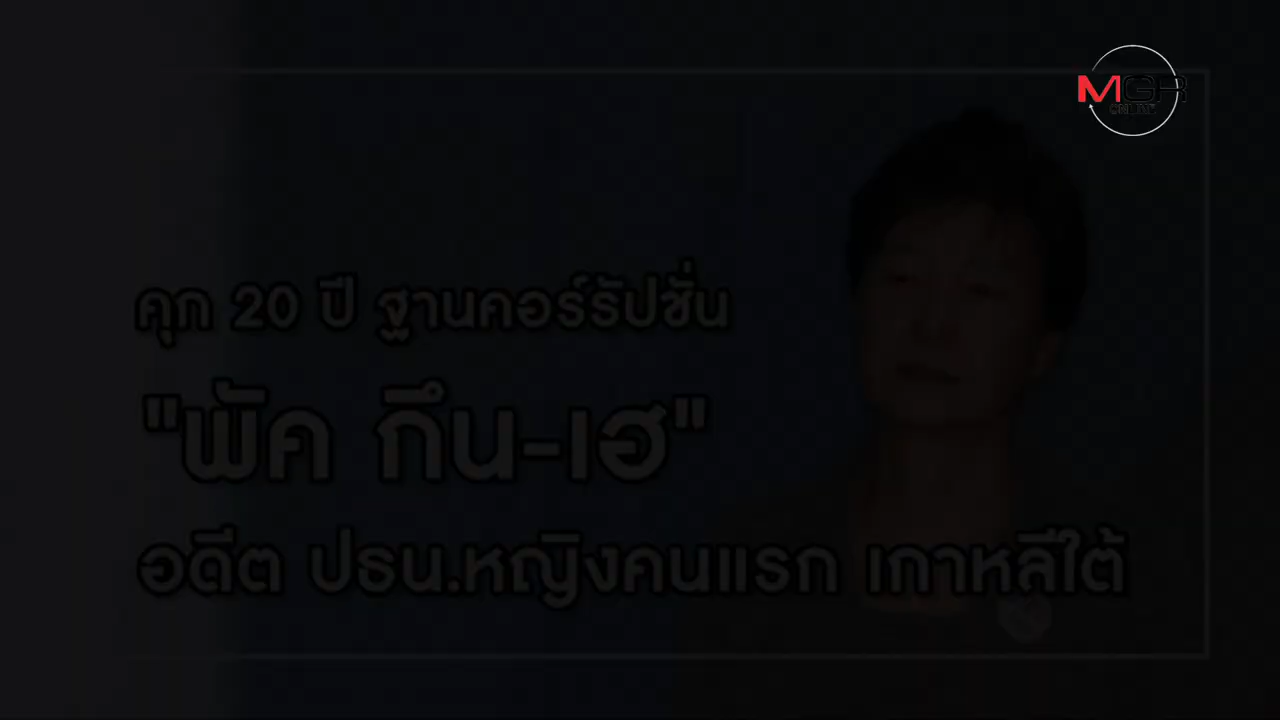 MGR
ONLINE
คุก 20 ปี ฐานคอร์รัปชั่น
"พัค กึน-เฮ"
อดีต ปธน.หญิงคนแรก เกาหลีใต้